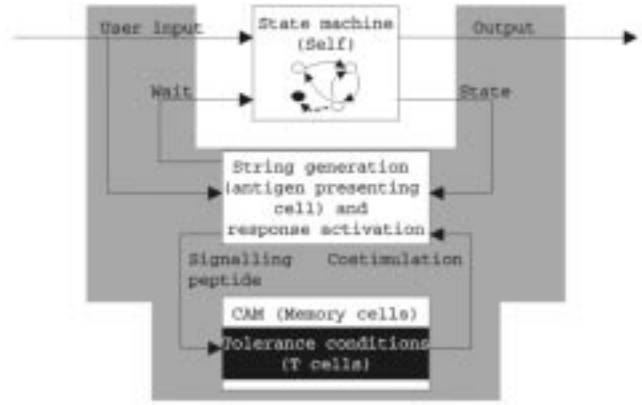 User input
State machine
(Self)
Output
Wait
State
String generation
(antigen presenting
cell) and
response activation
Signalling
peptide
Costimulation
CAM (Memory cells)
Tolerance conditions
(T cells)